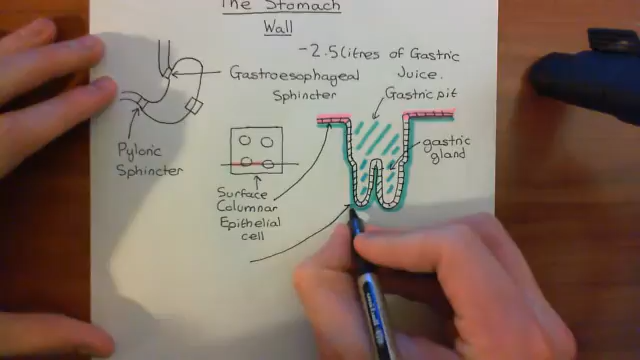 The Stomach
Wall
-2.5 litres of Gastric
Juice.
Gastroesophageal
Sphincter
Gastric pit
gastric
gland
Pyloric
Sphincter
Surface
Columnar
Epithelial
cell